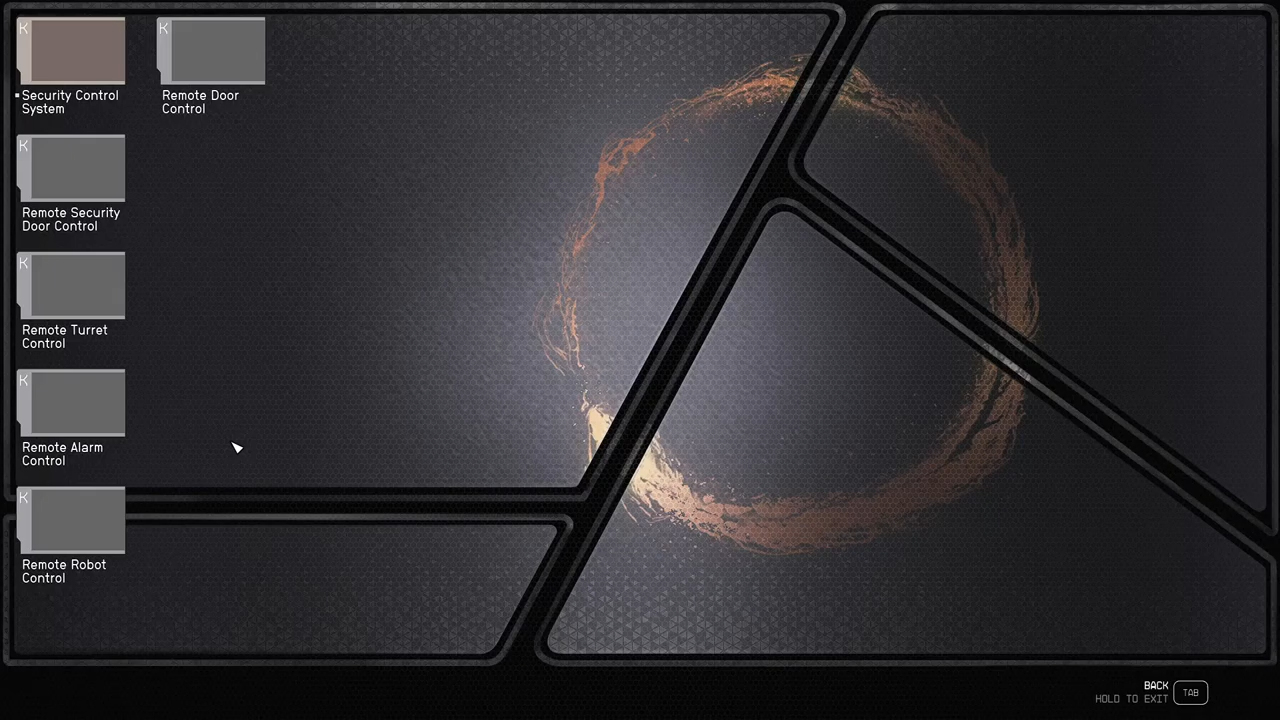 K
Security Control
System
K
Remote Door
Control
K
Remote Security
Door Control
K
Remote Turret
Control
K
Remote Alarm
Control
K
Remote Robot
Control
BACK
HOLD TO EXIT
TAB